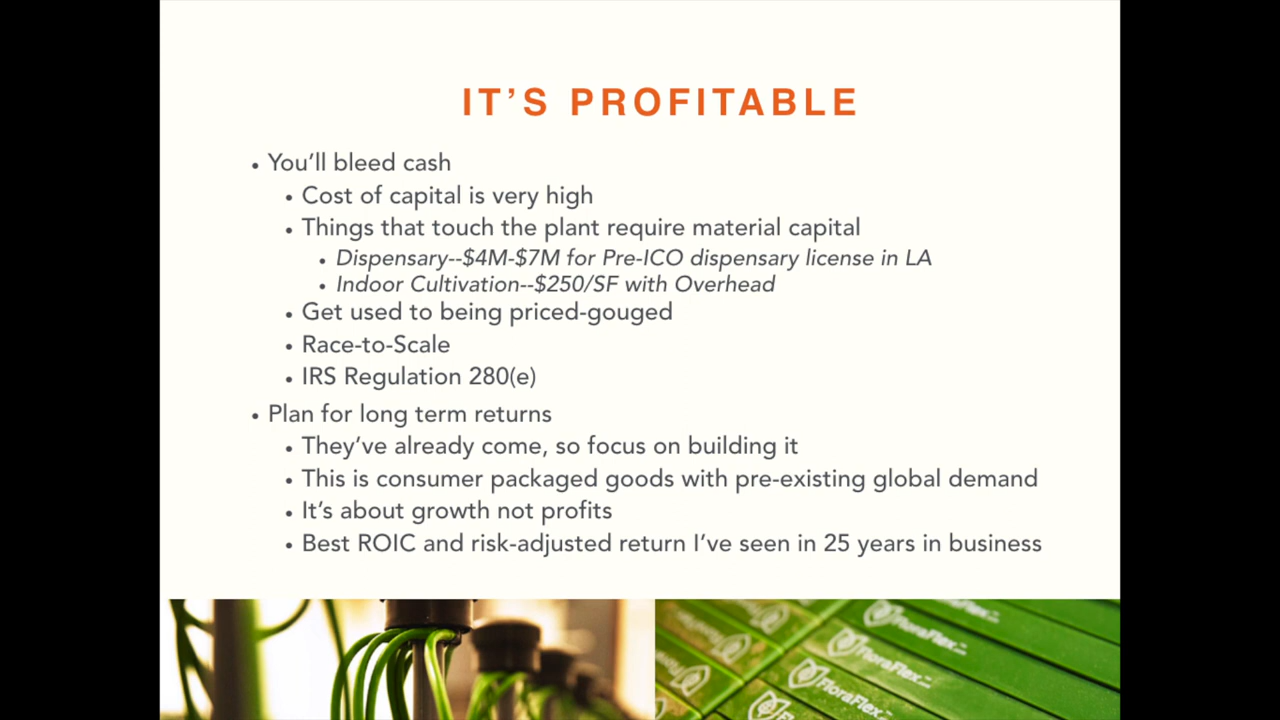 IT’S PROFITABLE
• You’ll bleed cash
• Cost of capital is very high
• Things that touch the plant require material capital
• Dispensary--$4M-$7M for Pre-ICO dispensary license in LA
• Indoor Cultivation--$250/SF with Overhead
• Get used to being priced-gouged
• Race-to-Scale
• IRS Regulation 280(e)
• Plan for long term returns
• They’ve already come, so focus on building it
• This is consumer packaged goods with pre-existing global demand
• It’s about growth not profits
• Best ROIC and risk-adjusted return I’ve seen in 25 years in business
FloraFlex
FloraFlex
FloraFlex